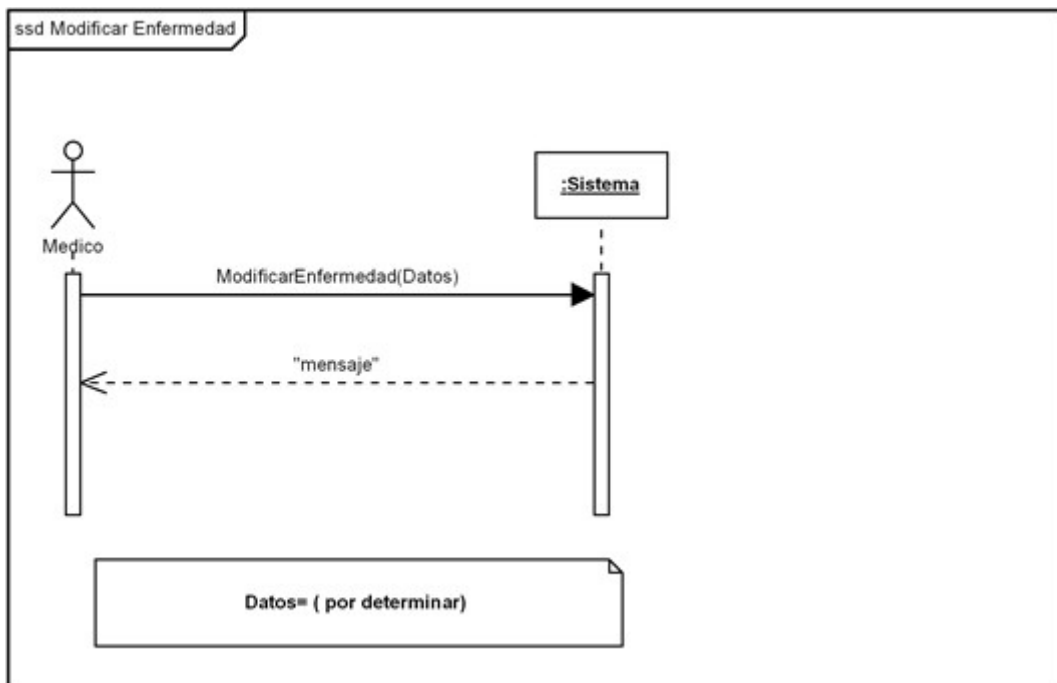 ssd Modificar Enfermedad
:Sistema
Medico
ModificarEnfermedad(Datos)
"mensaje"
Datos= ( por determinar)